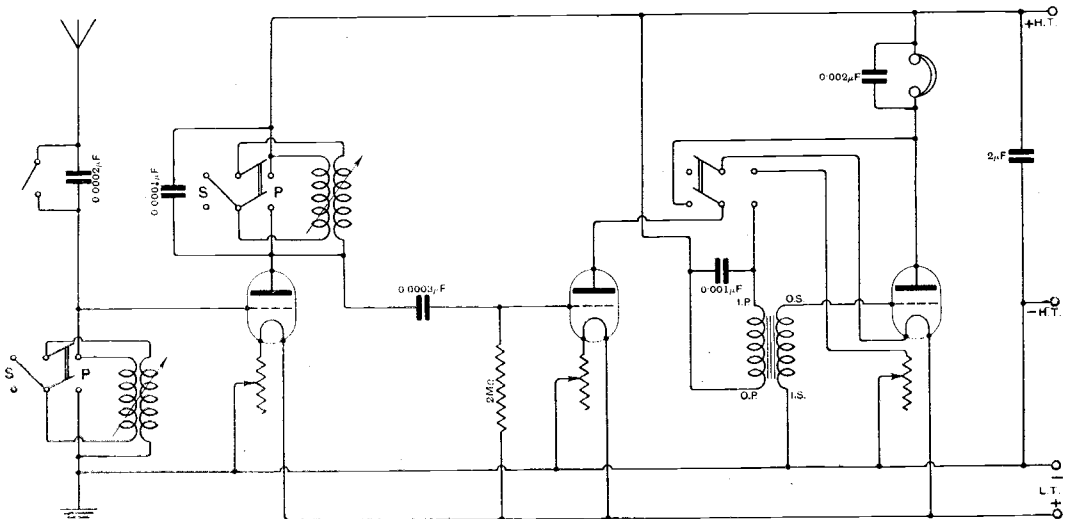 +H.T.
0·002µF
2µF
0·0002µF
0·0001µF
S
P
0·0003µF
0·001µF
I.P.
O.S.
-H.T.
S
P
2MΩ
O.P.
I.S.
−
L.T.
+